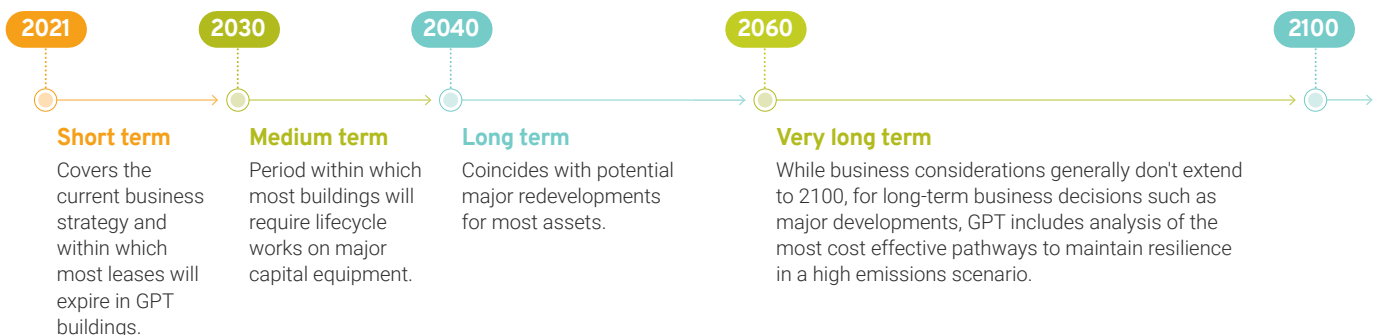 2021
2030
2040
2060
2100
Short term
Covers the
current business
strategy and
within which
most leases will
expire in GPT
buildings.
Medium term
Period within which
most buildings will
require lifecycle
works on major
capital equipment.
Long term
Coincides with potential
major redevelopments
for most assets.
Very long term
While business considerations generally don't extend
to 2100, for long-term business decisions such as
major developments, GPT includes analysis of the
most cost effective pathways to maintain resilience
in a high emissions scenario.